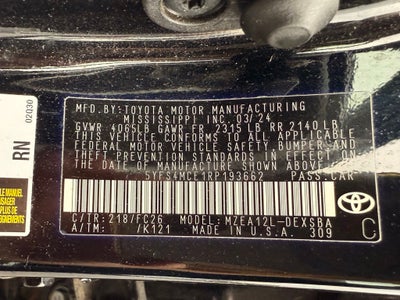 MFD.BY:TOYOTA MOTOR MANUFACTURING
MISSISSIPPI INC. 03/24
GVWR 4065LB GAWR FR 2315 LB RR 2140 LB
THIS VEHICLE CONFORMS TO ALL APPLICABLE
FEDERAL MOTOR VEHICLE SAFETY, BUMPER AND
THEFT PREVENTION STANDARDS IN EFFECT ON
THE DATE OF MANUFACTURE SHOWN ABOVE.
5YFS4MCE1RP193662 PASS.CAR
C/TR:218/FC26 MODEL: MZEA12L-DEXSBA
A/TM: /K121 MADE IN U.S.A. 309
TOYOTA
C
02030
RN